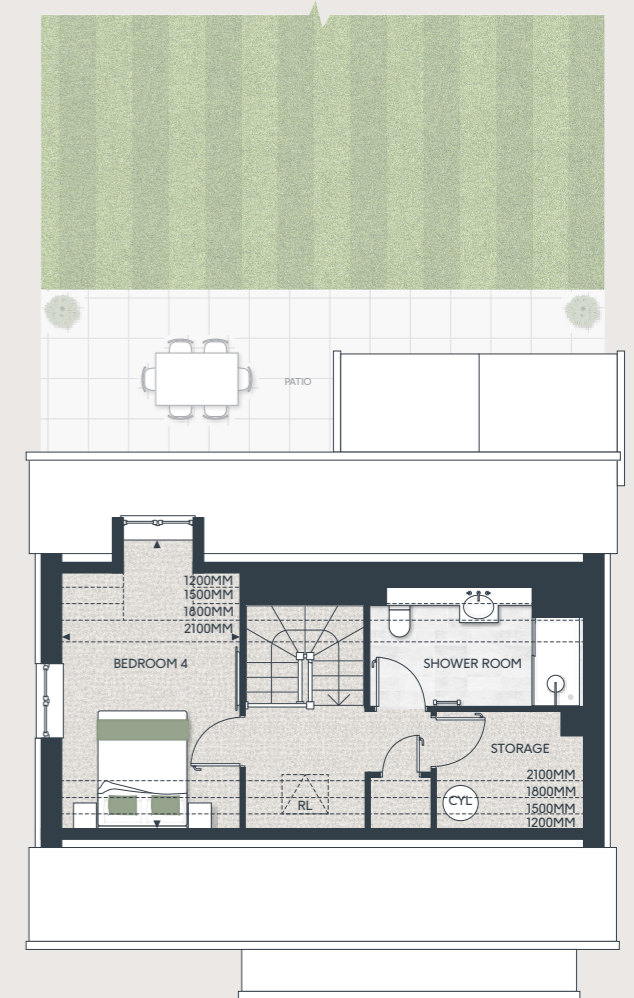 PATIO
1200MM
1500MM
1800MM
2100MM
BEDROOM 4
SHOWER ROOM
STORAGE
2100MM
1800MM
1500MM
1200MM
CYL
RL